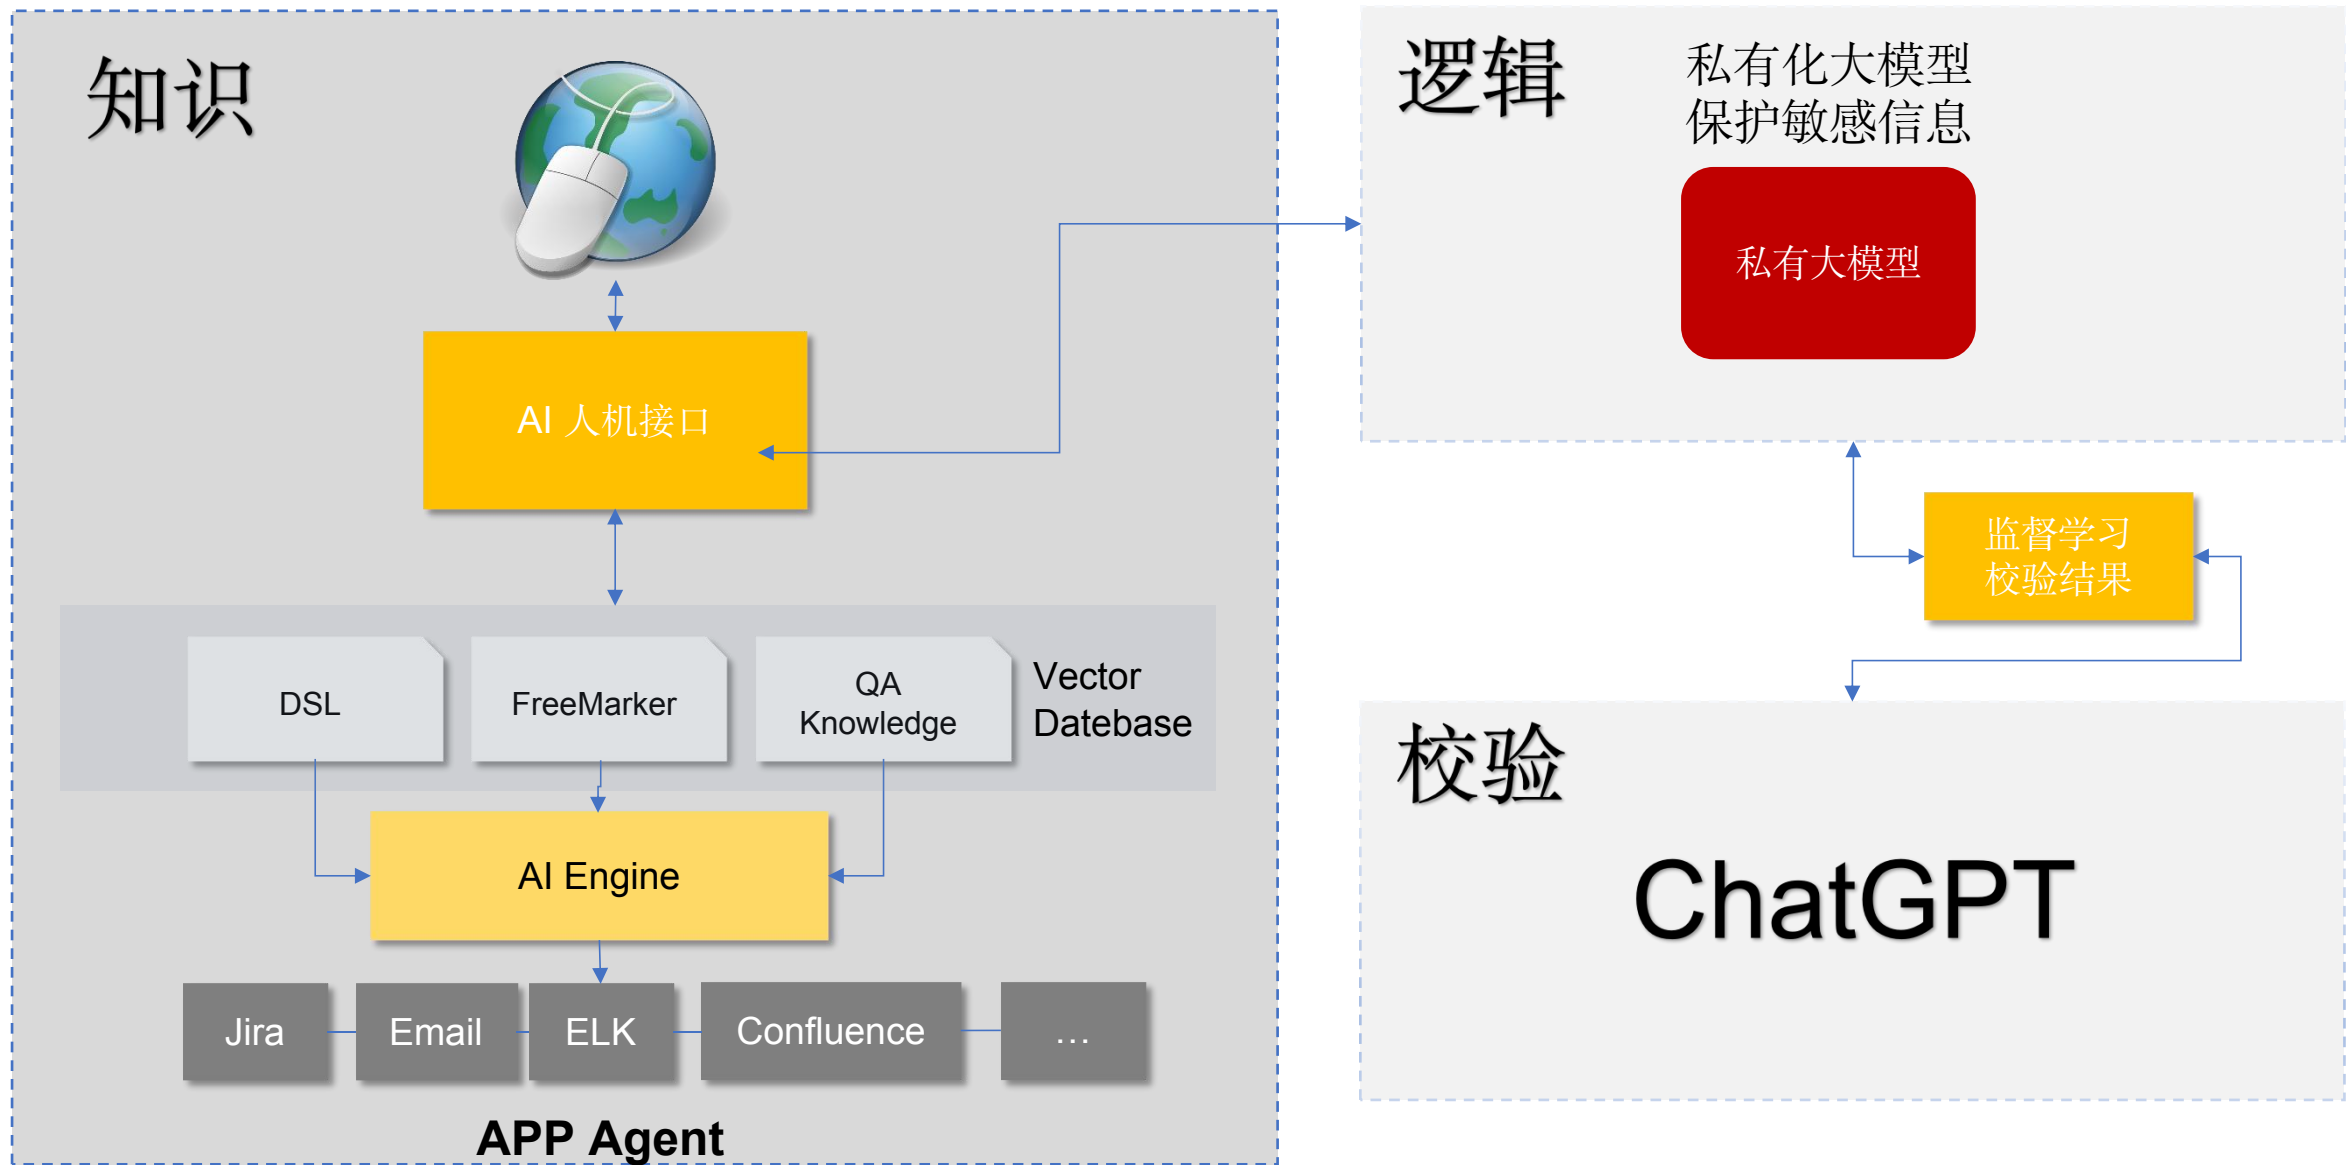 知识
AI 人机接口
DSL
FreeMarker
QA
Knowledge
Vector
Datebase
AI Engine
Jira
Email
ELK
Confluence
...
APP Agent
逻辑
私有化大模型
保护敏感信息
私有大模型
监督学习
校验结果
校验
ChatGPT